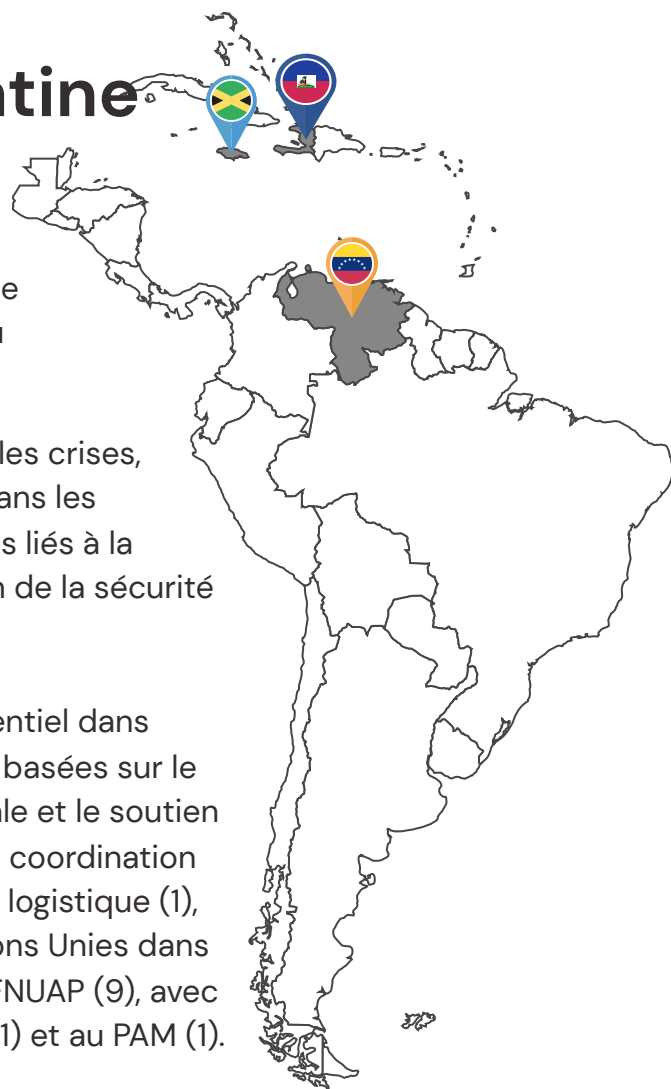 ntine
e
les crises,
ans les
s liés à la
n de la sécurité
entiel dans
basées sur le
ale et le soutien
coordination
logistique (1),
ons Unies dans
FNUAP (9), avec
1) et au PAM (1).